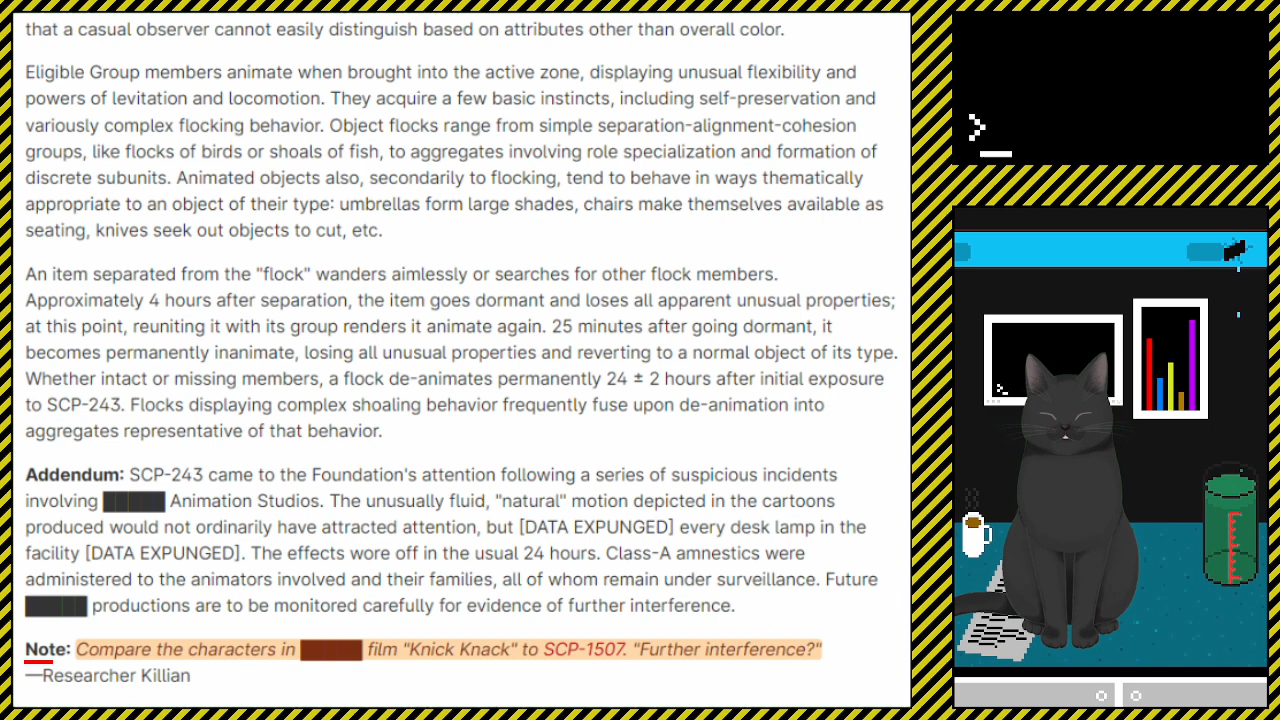 that a casual observer cannot easily distinguish based on attributes other than overall color.
Eligible Group members animate when brought into the active zone, displaying unusual flexibility and
powers of levitation and locomotion. They acquire a few basic instincts, including self-preservation and
variously complex flocking behavior. Object flocks range from simple separation-alignment-cohesion
groups, like flocks of birds or shoals of fish, to aggregates involving role specialization and formation of
discrete subunits. Animated objects also, secondarily to flocking, tend to behave in ways thematically
appropriate to an object of their type: umbrellas form large shades, chairs make themselves available as
seating, knives seek out objects to cut, etc.
An item separated from the "flock" wanders aimlessly or searches for other flock members.
Approximately 4 hours after separation, the item goes dormant and loses all apparent unusual properties;
at this point, reuniting it with its group renders it animate again. 25 minutes after going dormant, it
becomes permanently inanimate, losing all unusual properties and reverting to a normal object of its type.
Whether intact or missing members, a flock de-animates permanently 24 ± 2 hours after initial exposure
to SCP-243. Flocks displaying complex shoaling behavior frequently fuse upon de-animation into
aggregates representative of that behavior.
Addendum: SCP-243 came to the Foundation's attention following a series of suspicious incidents
involving █████ Animation Studios. The unusually fluid, "natural" motion depicted in the cartoons
produced would not ordinarily have attracted attention, but [DATA EXPUNGED] every desk lamp in the
facility [DATA EXPUNGED]. The effects wore off in the usual 24 hours. Class-A amnestics were
administered to the animators involved and their families, all of whom remain under surveillance. Future
█████ productions are to be monitored carefully for evidence of further interference.
Note: Compare the characters in █████ film "Knick Knack" to SCP-1507. "Further interference?"
—Researcher Killian
>_
>_